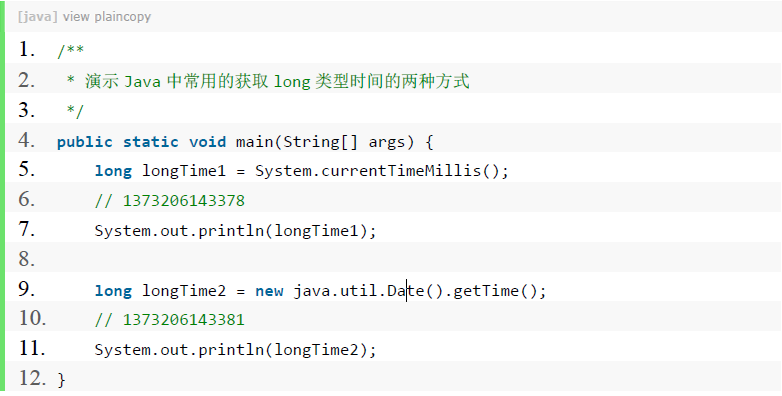 [java] view plaincopy
1. /**
2.  * 演示 Java 中常用的获取 long 类型时间的两种方式
3.  */
4. public static void main(String[] args) {
5.     long longTime1 = System.currentTimeMillis();
6.     // 1373206143378
7.     System.out.println(longTime1);
8.
9.     long longTime2 = new java.util.Date().getTime();
10.     // 1373206143381
11.     System.out.println(longTime2);
12. }